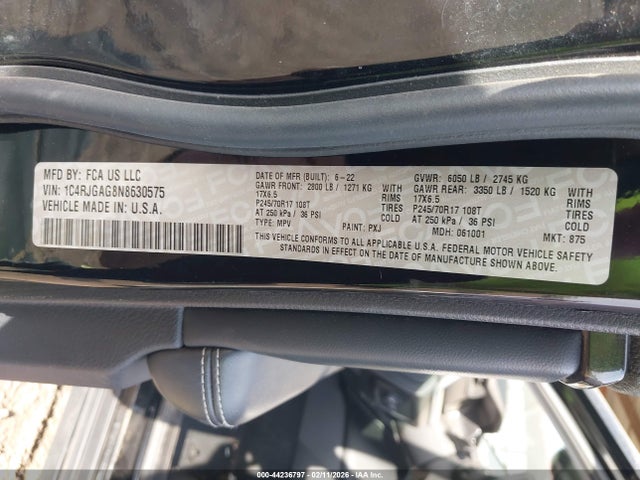 MFD BY: FCA US LLC
VIN: 1C4RJGAG8N8630575
VEHICLE MADE IN: U.S.A.
DATE OF MFR (BUILT): 6-22
GAWR FRONT: 2800 LB / 1271 KG WITH
17X6.5 RIMS
P245/70R17 108T TIRES
AT 250 kPa / 36 PSI COLD
TYPE: MPV PAINT: PXJ
GVWR: 6050 LB / 2745 KG
GAWR REAR: 3350 LB / 1520 KG WITH
17X6.5 RIMS
P245/70R17 108T TIRES
AT 250 kPa / 36 PSI COLD
MDH: 061001 MKT: 875
THIS VEHICLE CONFORMS TO ALL APPLICABLE U.S.A. FEDERAL MOTOR VEHICLE SAFETY
STANDARDS IN EFFECT ON THE DATE OF MANUFACTURE SHOWN ABOVE.
000-44236797 - 02/11/2026 - IAAI.COM